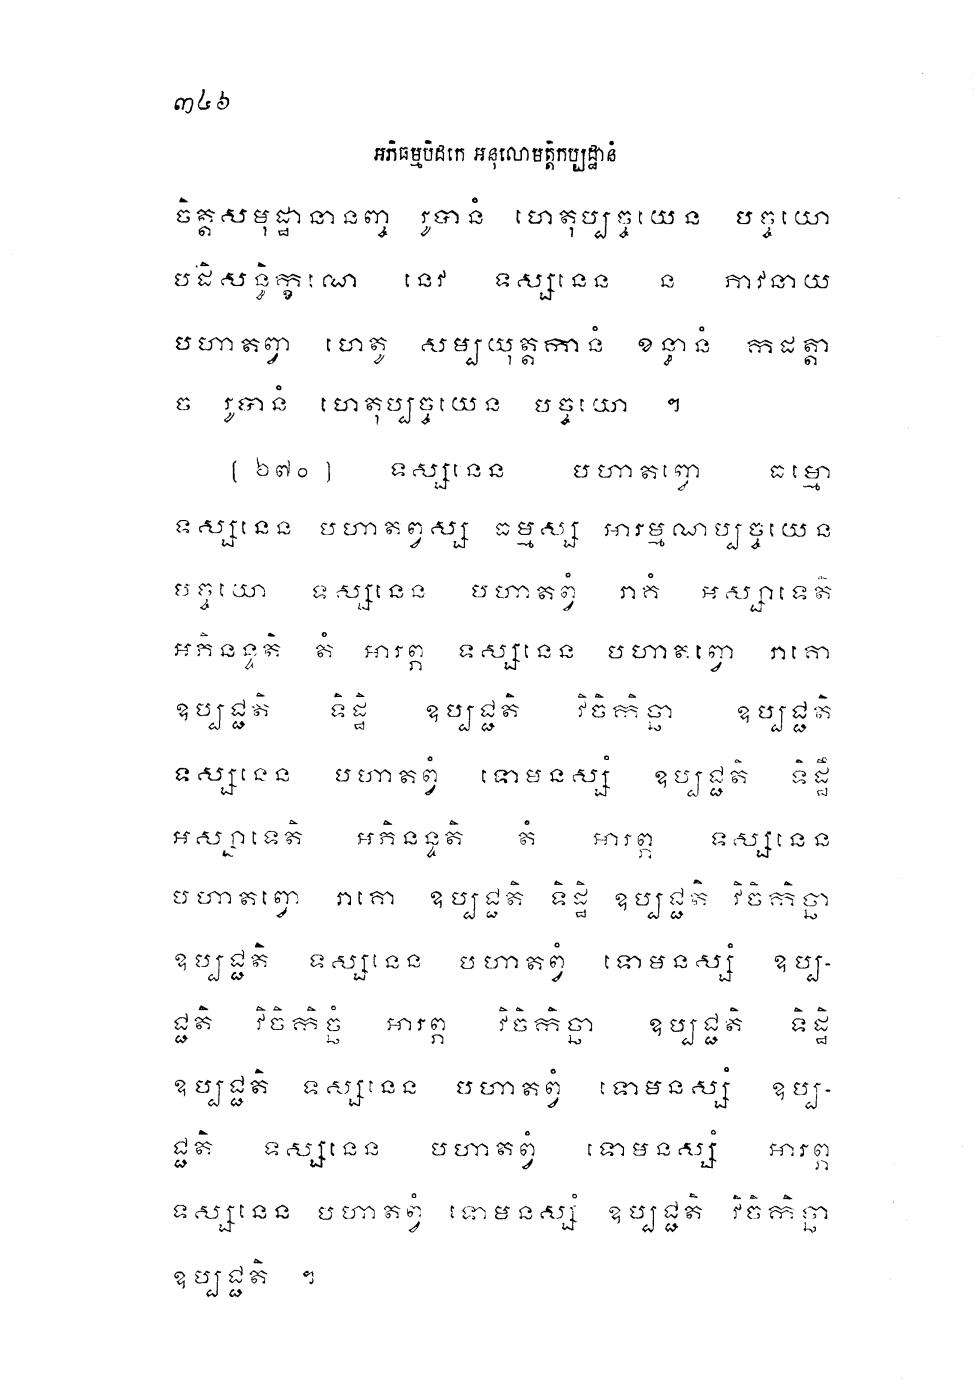 ៣៤៦
អភិធម្មបិដកេ អនុលោមត្តិកប្បដ្ឋានំ
ចិត្តសមុដ្ឋានានញ្ច រូបានំ ហេតុប្បច្ចយេន បច្ចយោ
បដិសន្ធិក្ខណេ នេវ ទស្សនេន ន ភាវនាយ
បហាតព្វា ហេតូ សម្បយុត្តកានំ ខន្ធានំ កដត្តា
ច រូបានំ ហេតុប្បច្ចយេន បច្ចយោ ។
[ ៦៧០ ] ទស្សនេន បហាតព្វោ ធម្មោ
ទស្សនេន បហាតព្វស្ស ធម្មស្ស អារម្មណប្បច្ចយេន
បច្ចយោ ទស្សនេន បហាតព្វំ រាគំ អស្សាទេតិ
អភិនន្ទតិ តំ អារព្ភ ទស្សនេន បហាតព្វោ រាគោ
ឧប្បជ្ជតិ ទិដ្ឋិ ឧប្បជ្ជតិ វិចិកិច្ឆា ឧប្បជ្ជតិ
ទស្សនេន បហាតព្វំ ទោមនស្សំ ឧប្បជ្ជតិ ទិដ្ឋឹ
អស្សាទេតិ អភិនន្ទតិ តំ អារព្ភ ទស្សនេន
បហាតព្វោ រាគោ ឧប្បជ្ជតិ ទិដ្ឋិ ឧប្បជ្ជតិ វិចិកិច្ឆា
ឧប្បជ្ជតិ ទស្សនេន បហាតព្វំ ទោមនស្សំ ឧប្ប-
ជ្ជតិ វិចិកិច្ឆំ អារព្ភ វិចិកិច្ឆា ឧប្បជ្ជតិ ទិដ្ឋិ
ឧប្បជ្ជតិ ទស្សនេន បហាតព្វំ ទោមនស្សំ ឧប្ប-
ជ្ជតិ ទស្សនេន បហាតព្វំ ទោមនស្សំ អារព្ភ
ទស្សនេន បហាតព្វំ ទោមនស្សំ ឧប្បជ្ជតិ វិចិកិច្ឆា
ឧប្បជ្ជតិ ។